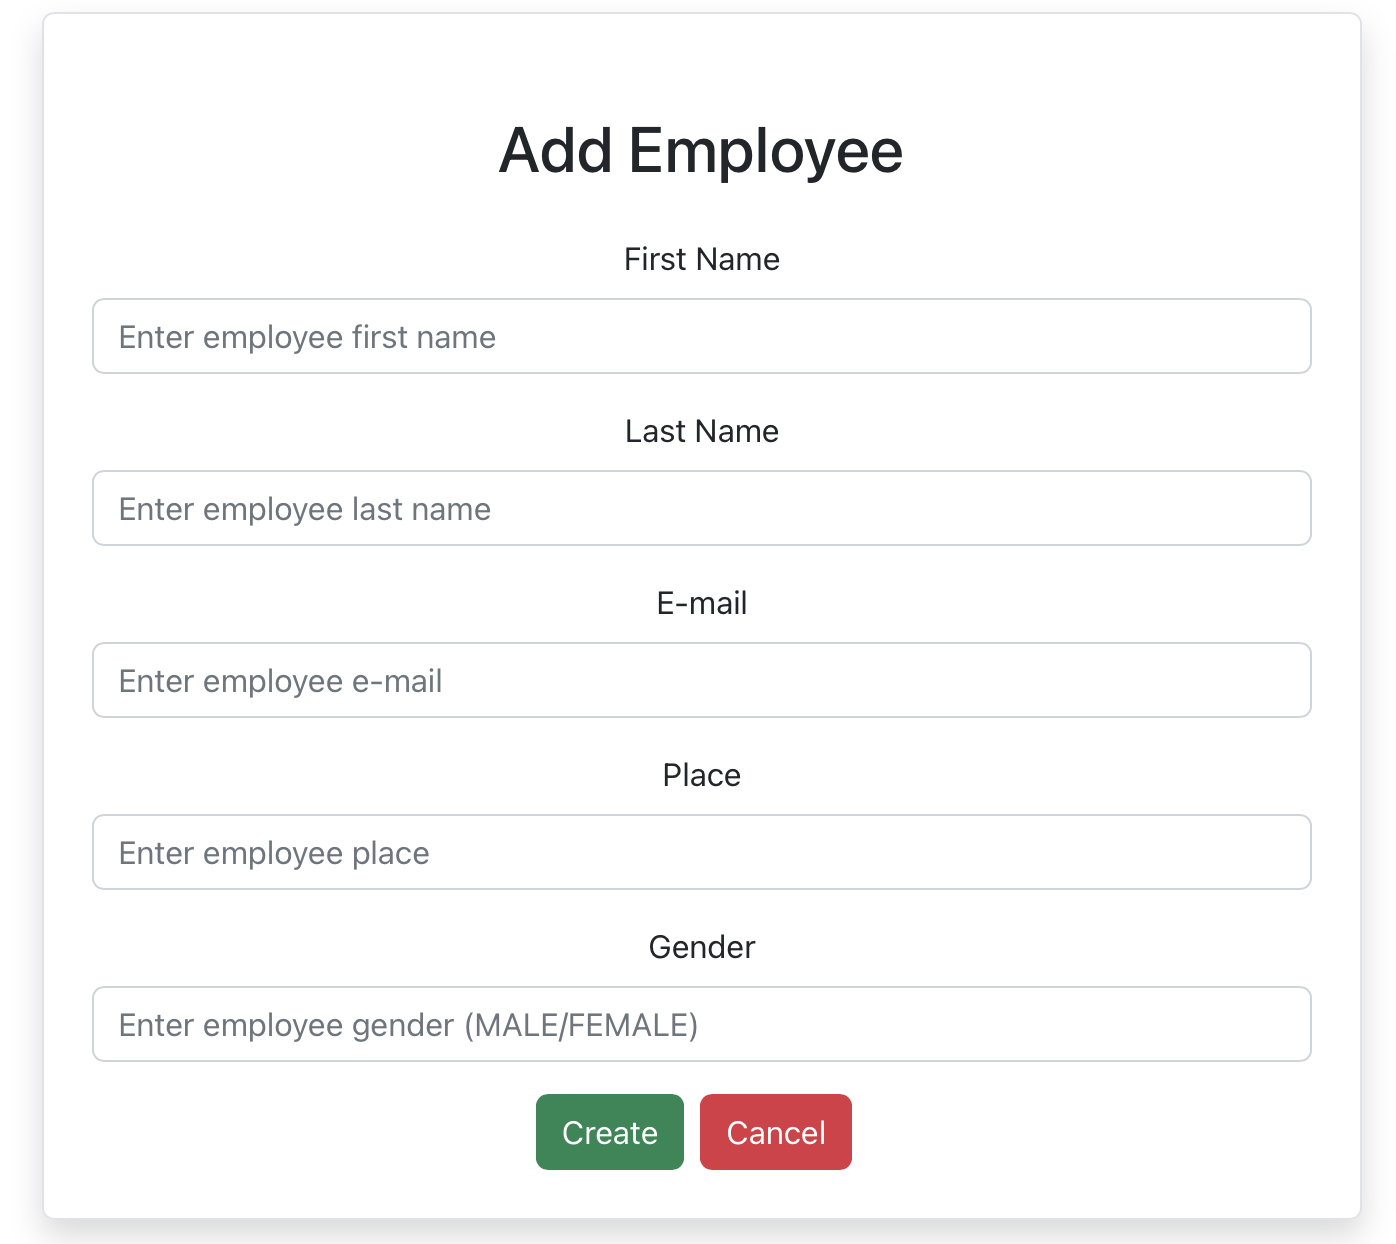 Add Employee
First Name
Enter employee first name
Last Name
Enter employee last name
E-mail
Enter employee e-mail
Place
Enter employee place
Gender
Enter employee gender (MALE/FEMALE)
Create Cancel